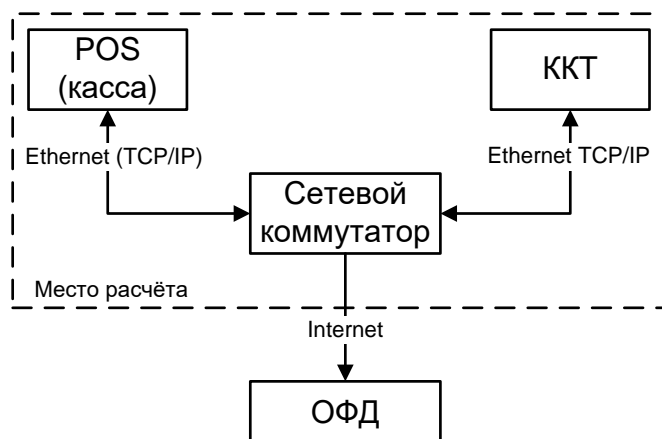 POS
(касса)
ККТ
Ethernet (TCP/IP)
Ethernet TCP/IP
Сетевой
коммутатор
Место расчёта
Internet
ОФД